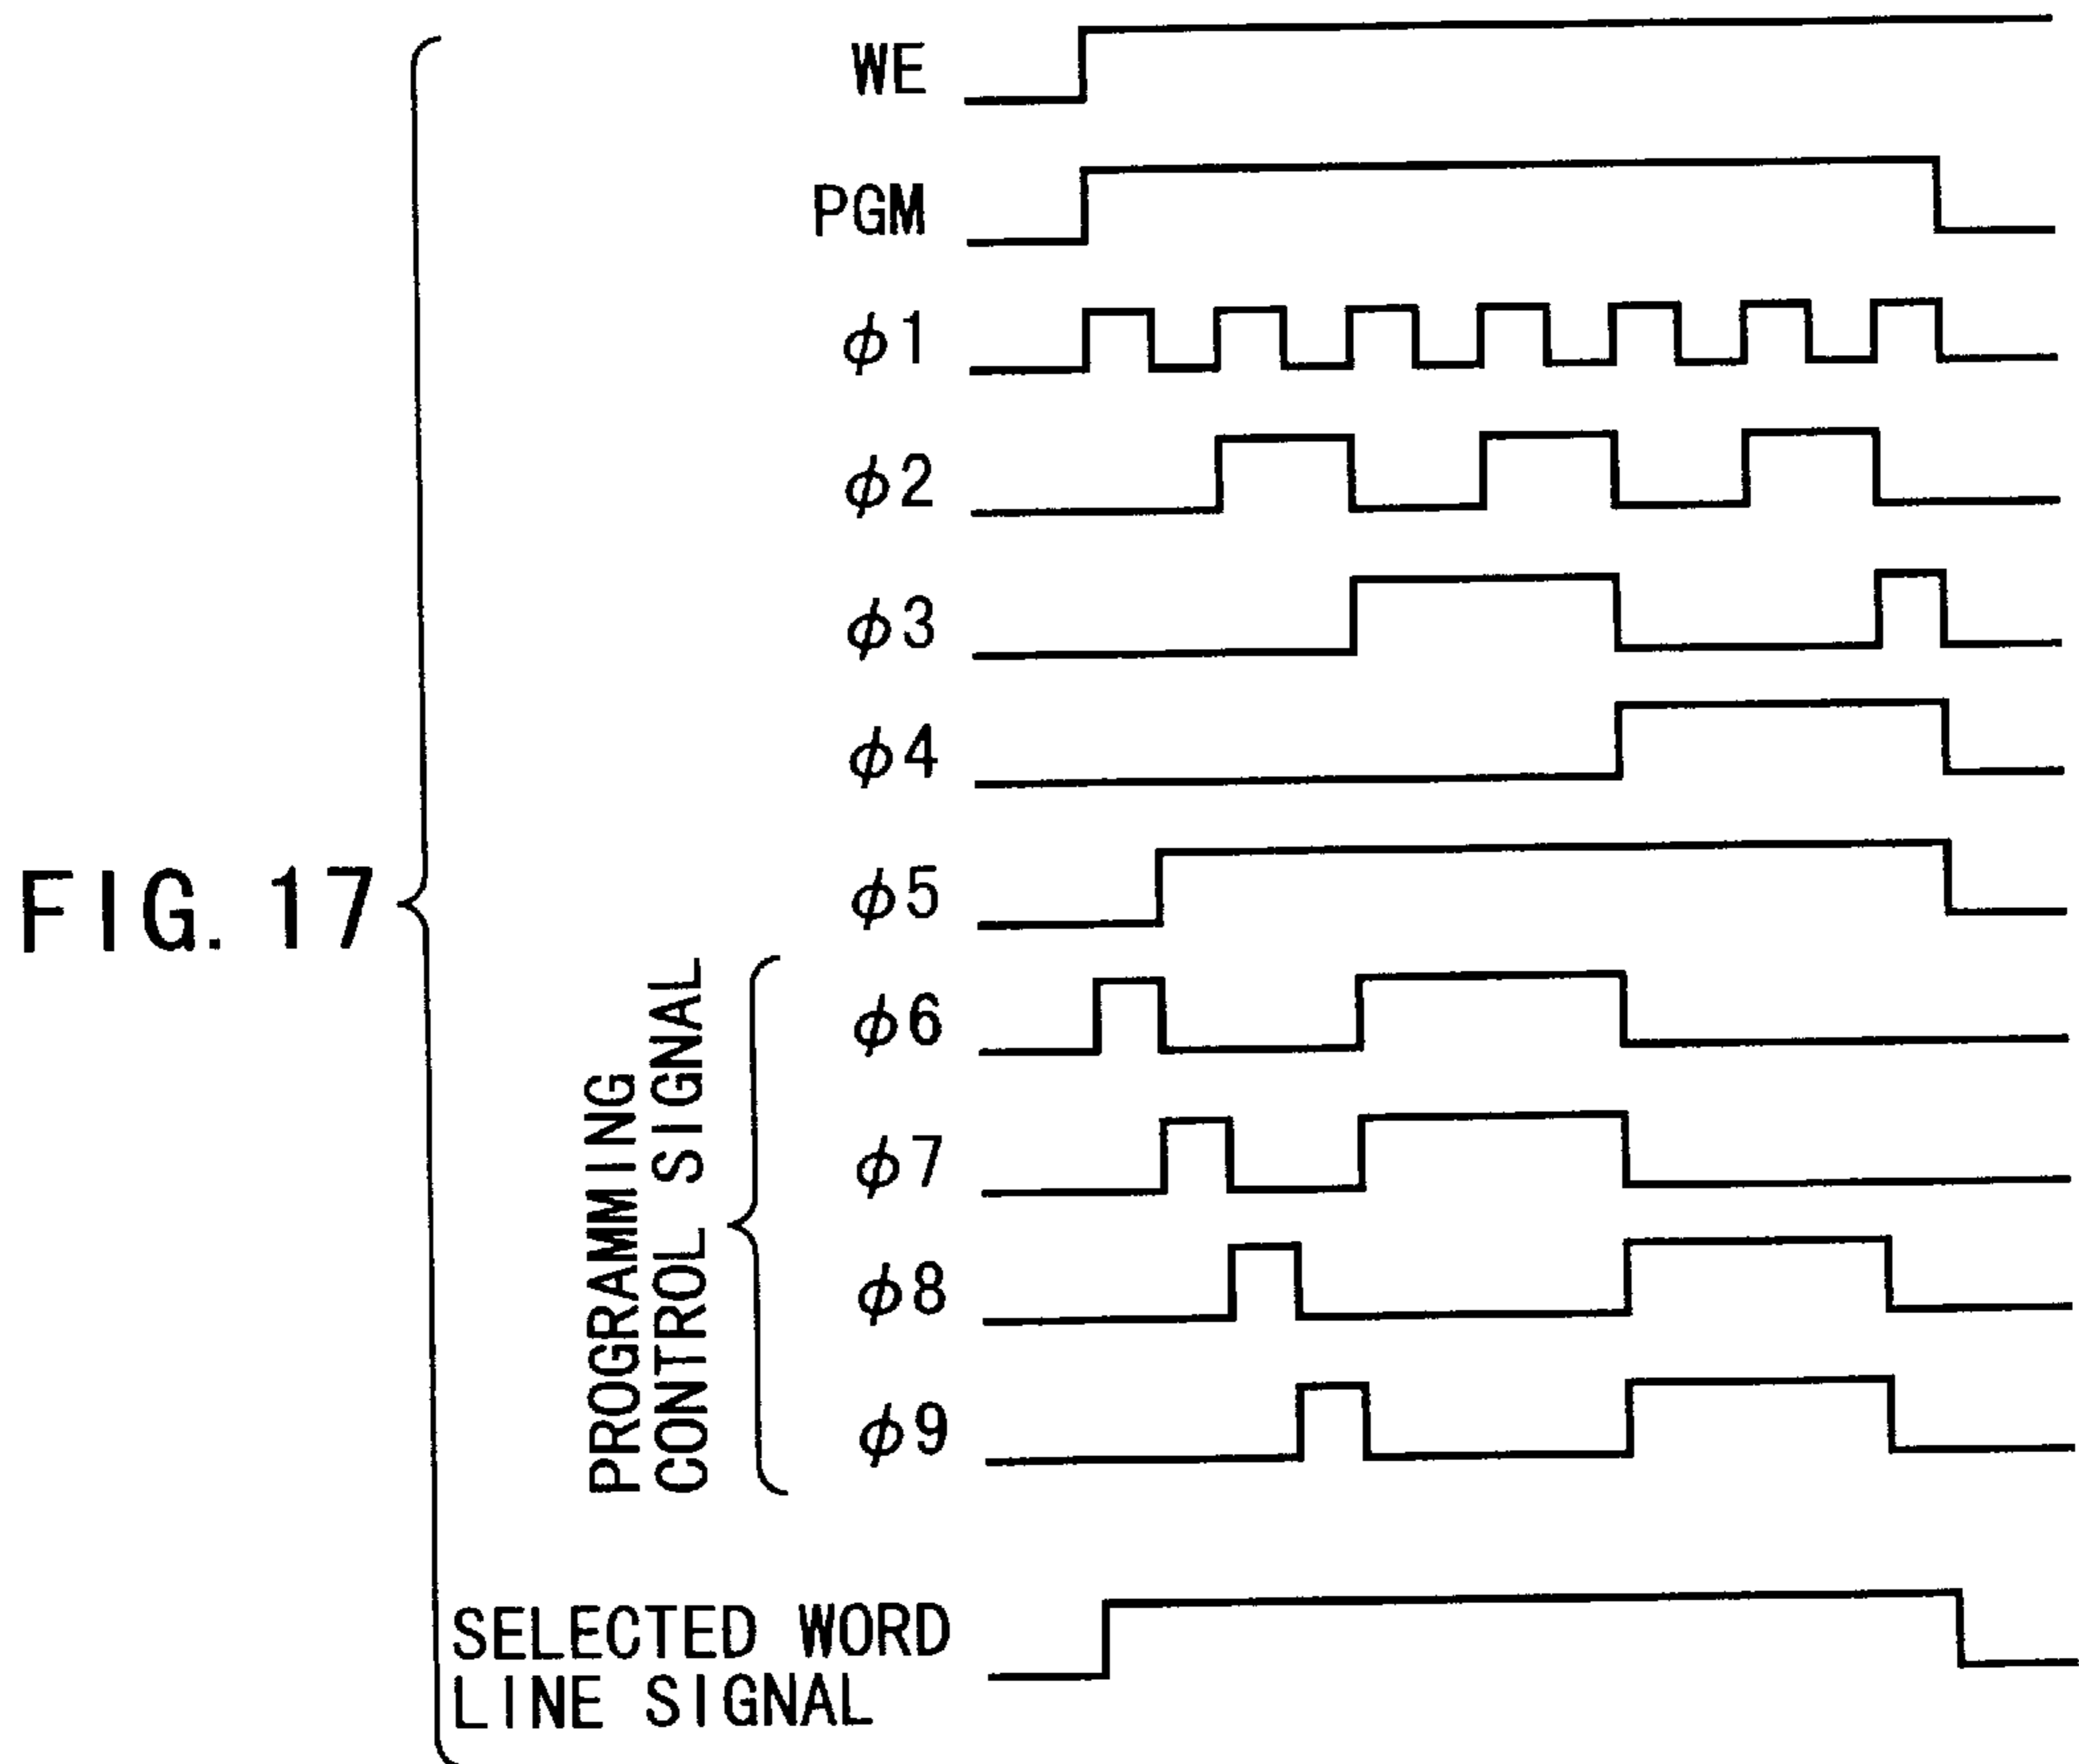 WE
PGM
φ1
φ2
φ3
φ4
FIG. 17
φ5
PROGRAMMING
CONTROL SIGNAL
φ6
φ7
φ8
φ9
SELECTED WORD
LINE SIGNAL